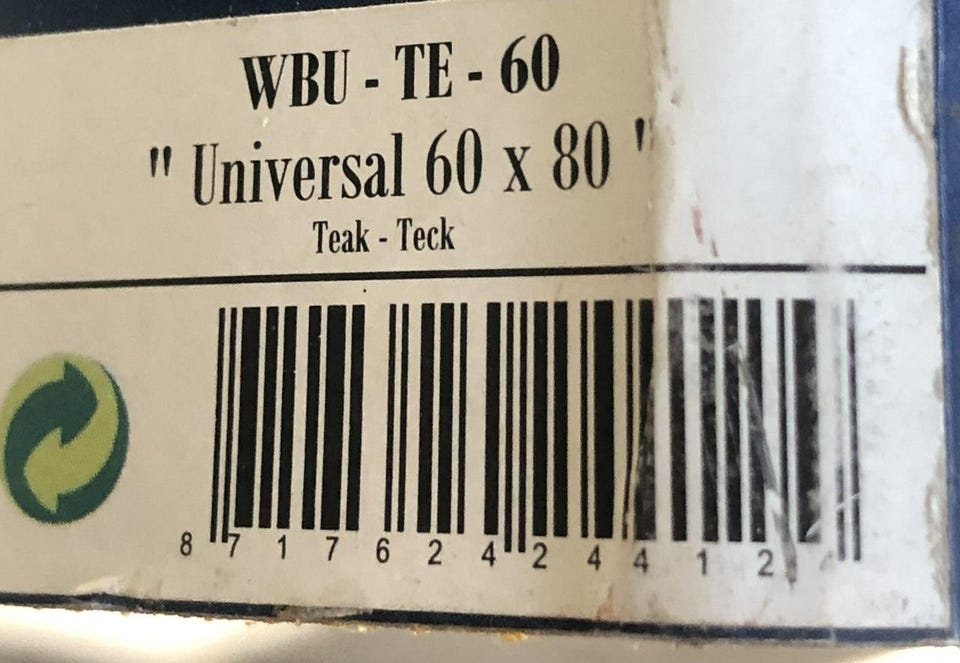 WBU - TE - 60
" Universal 60 x 80 "
Teak - Teck
8 7 1 7 6 2 4 2 4 4 1 2 4